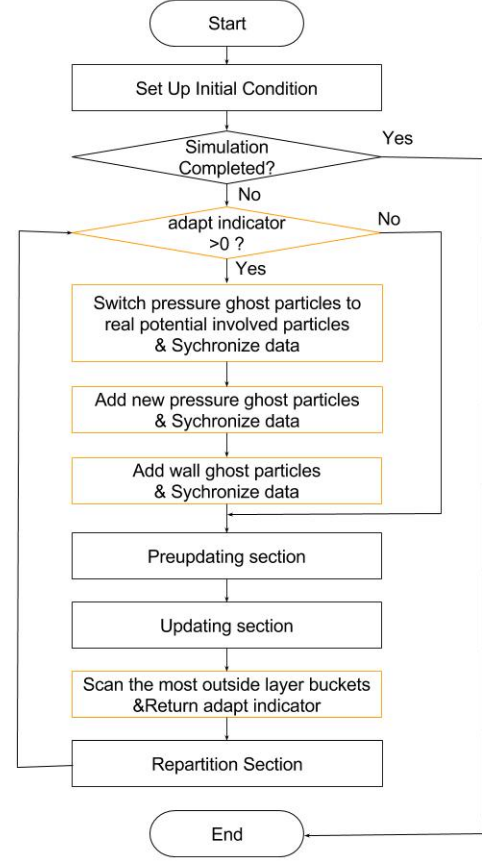 Start
Set Up Initial Condition
Simulation
Completed?
Yes
No
adapt indicator
>0 ?
No
Yes
Switch pressure ghost particles to
real potential involved particles
& Sychronize data
Add new pressure ghost particles
& Sychronize data
Add wall ghost particles
& Sychronize data
Preupdating section
Updating section
Scan the most outside layer buckets
&Return adapt indicator
Repartition Section
End